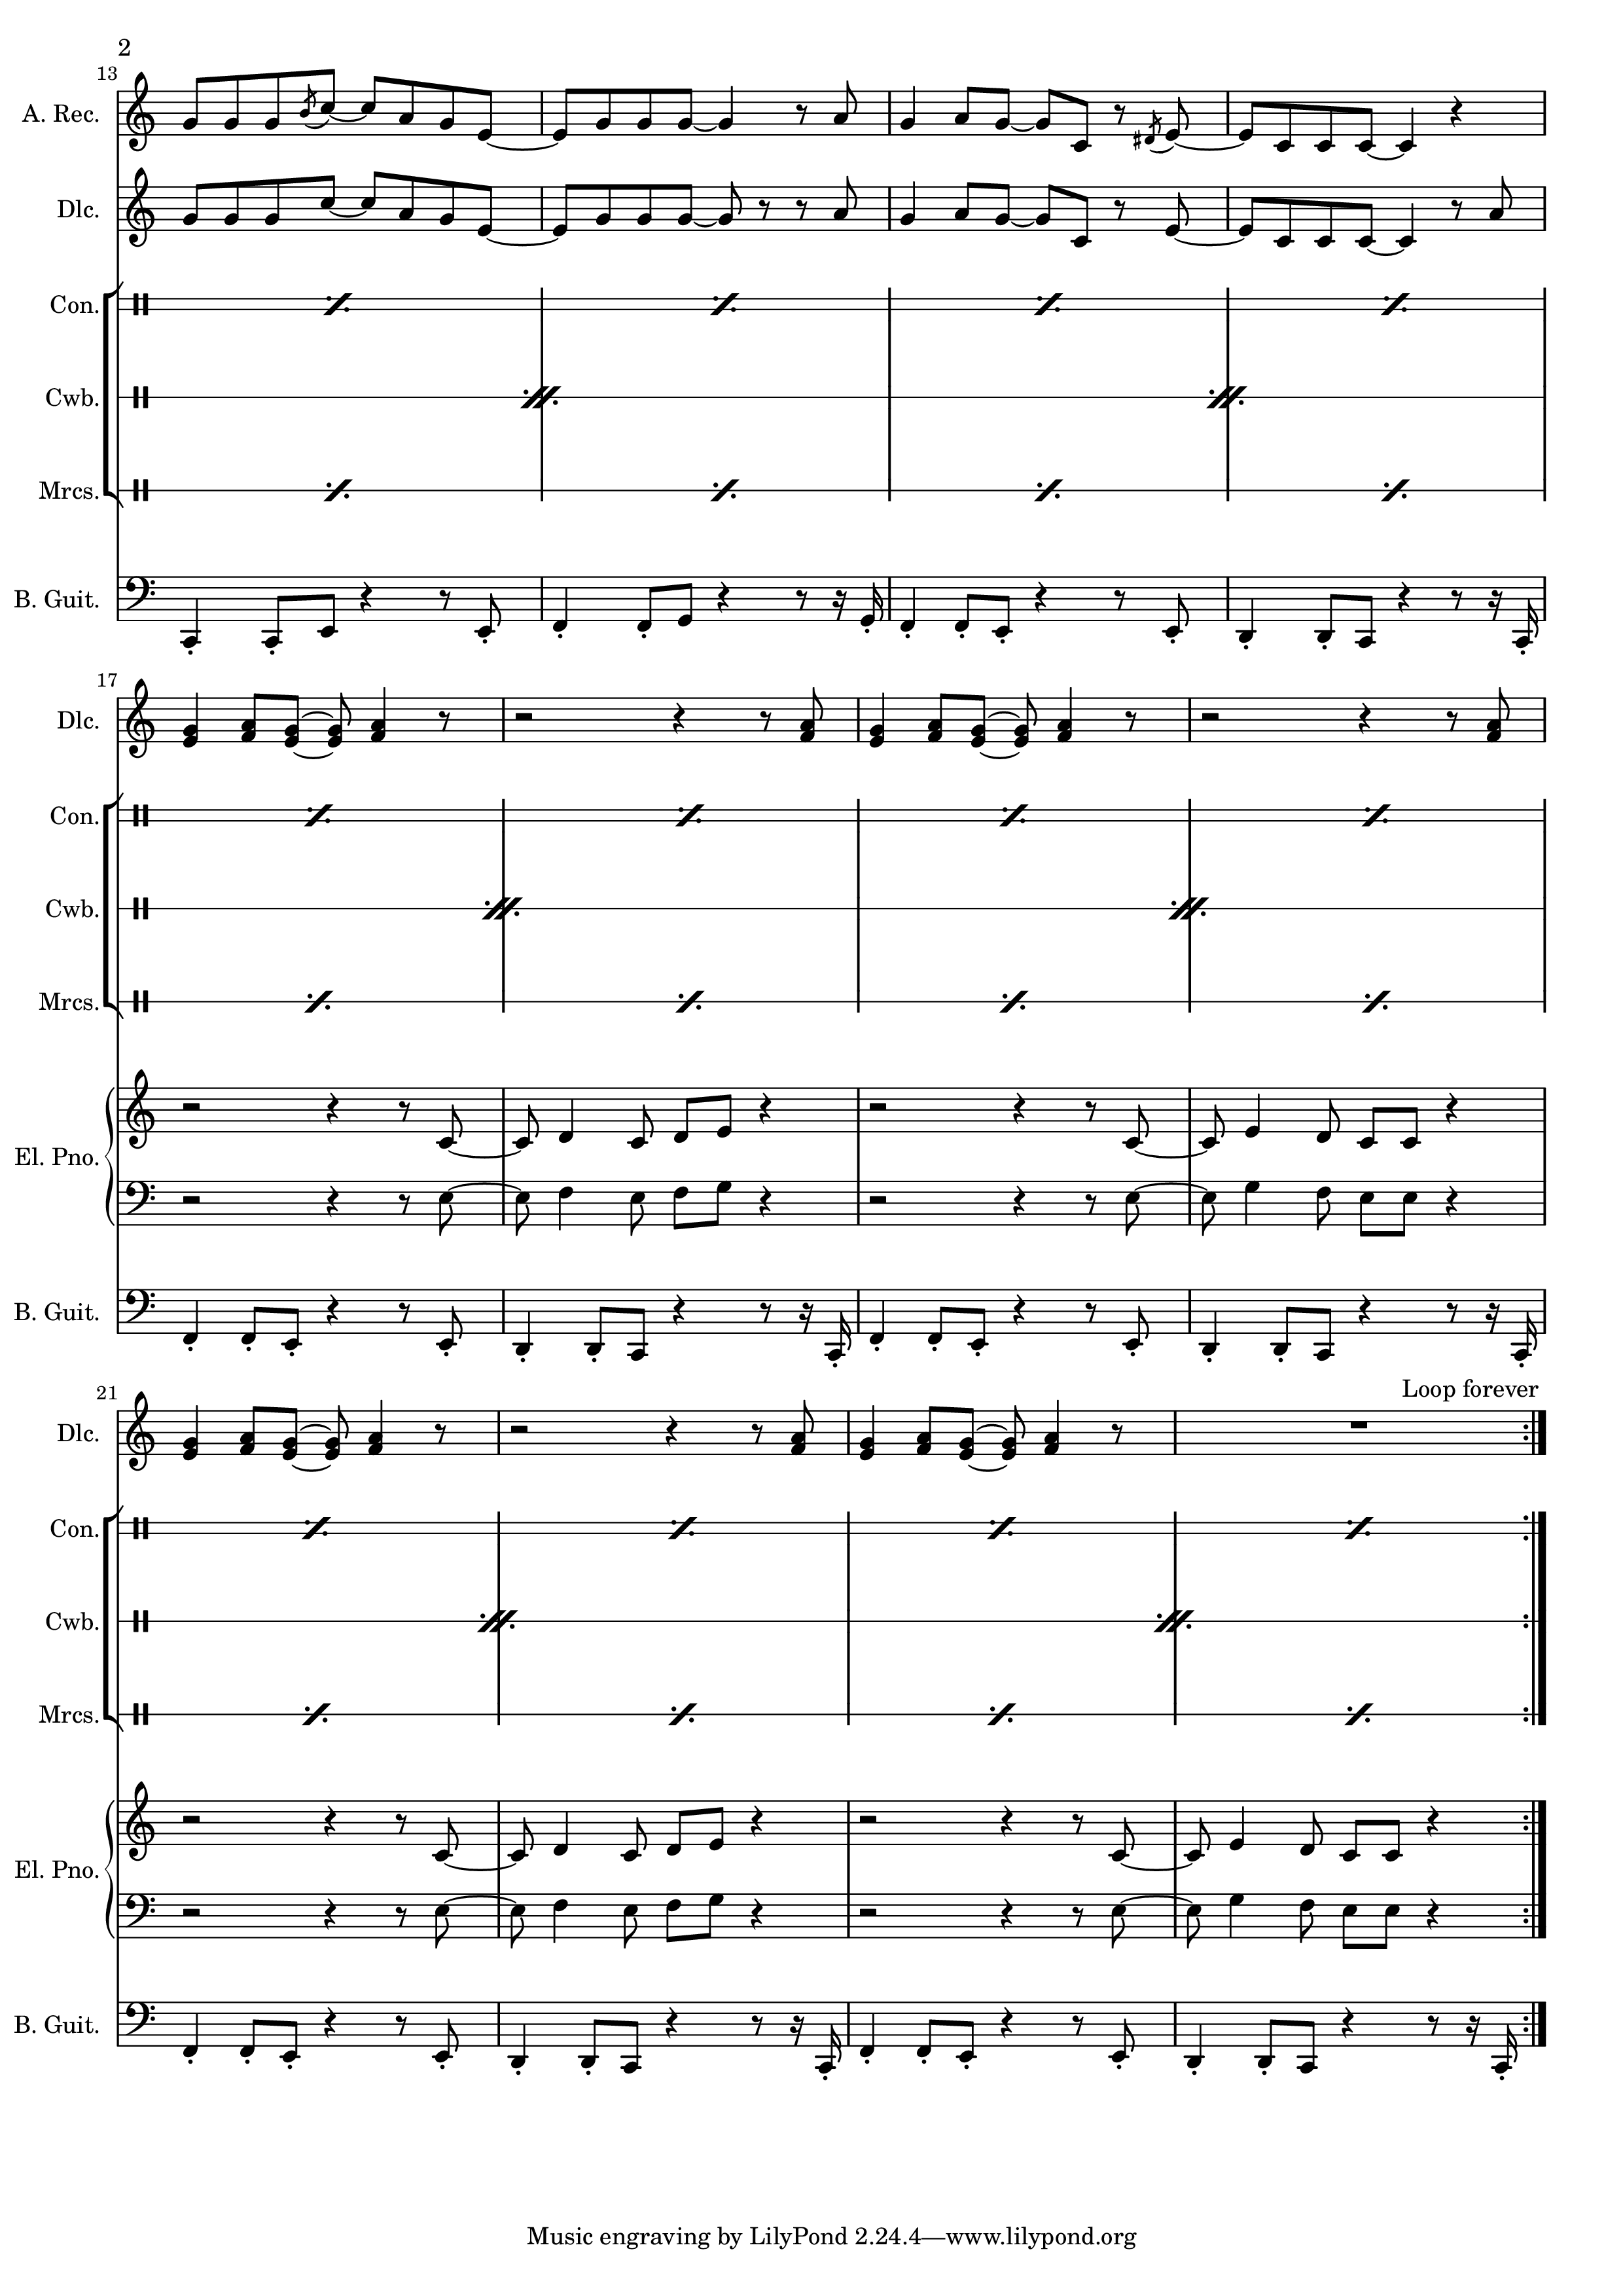 2
13
A. Rec.
Dlc.
Con.
Cwb.
Mrcs.
B. Guit.
17
Dlc.
Con.
Cwb.
Mrcs.
El. Pno.
B. Guit.
Loop forever
21
Dlc.
Con.
Cwb.
Mrcs.
El. Pno.
B. Guit.
Music engraving by LilyPond 2.24.4—www.lilypond.org